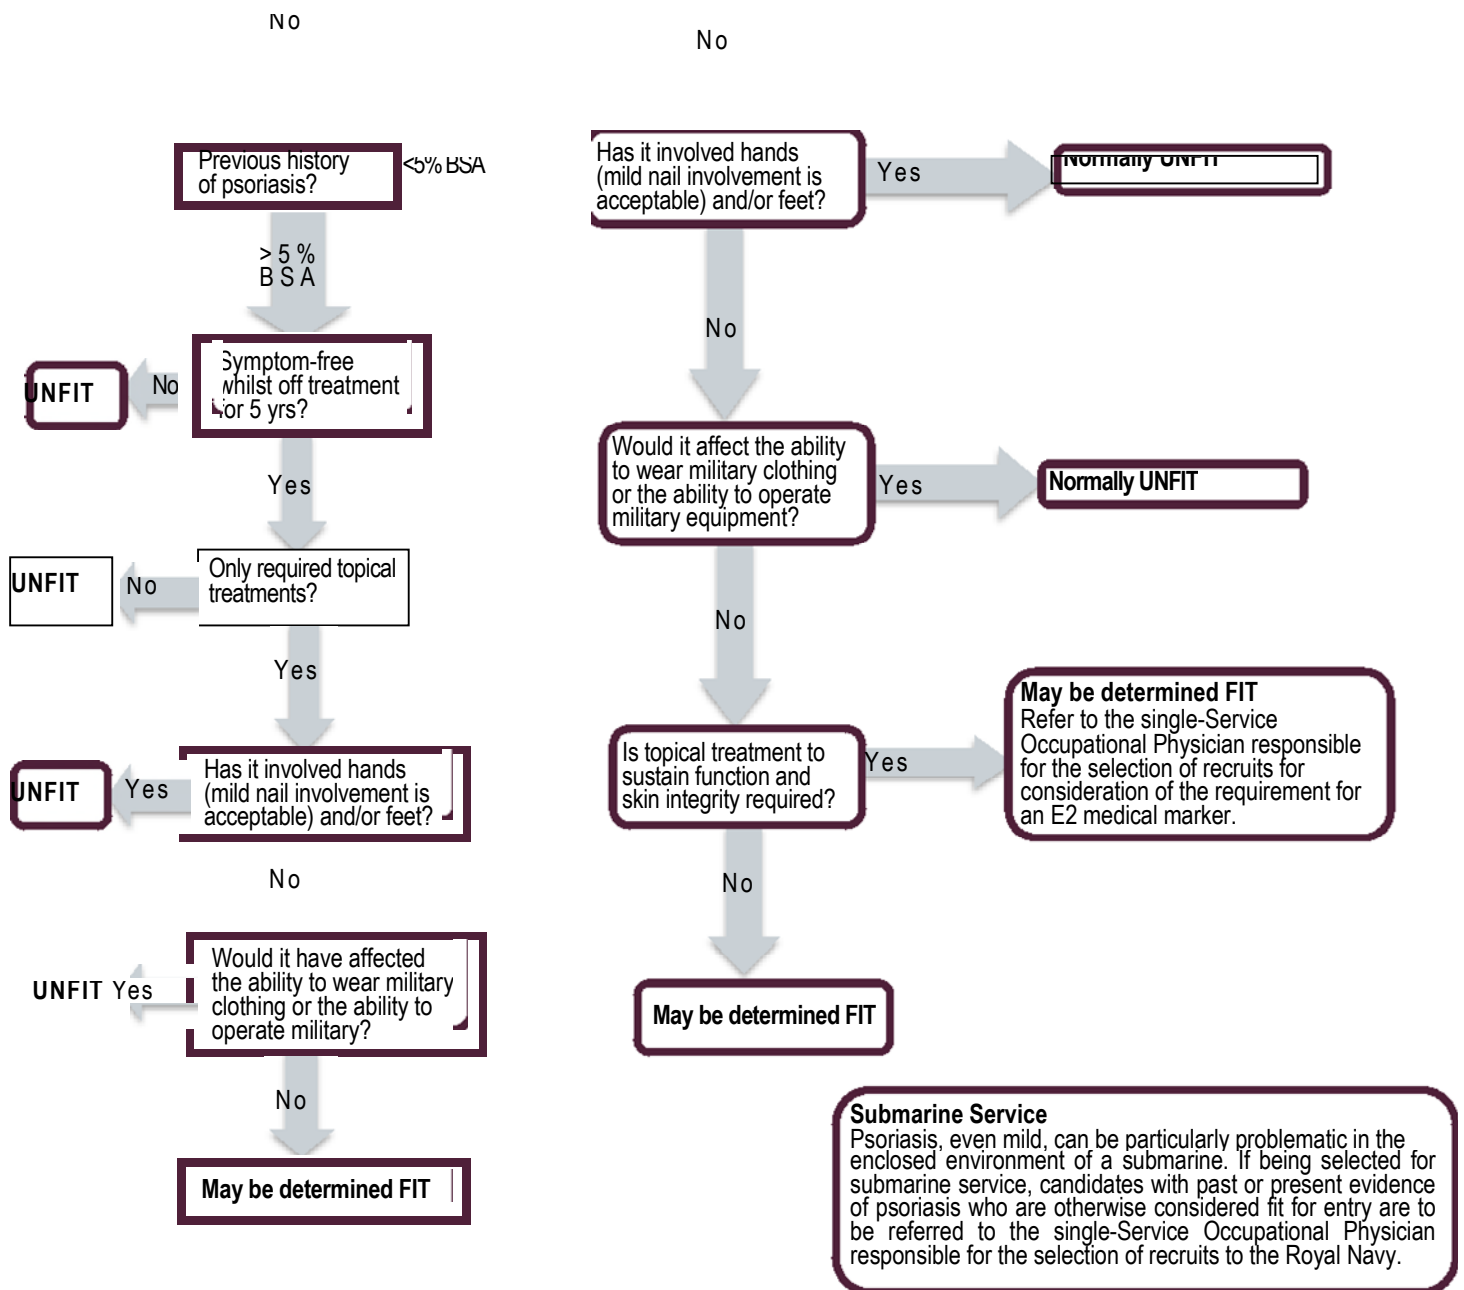 No
No
Previous history
of psoriasis?
<5% BSA
>5%
BSA
Symptom-free
whilst off treatment
for 5 yrs?
No
UNFIT
Yes
Only required topical
treatments?
No
UNFIT
Yes
Has it involved hands
(mild nail involvement is
acceptable) and/or feet?
Yes
UNFIT
No
Would it have affected
the ability to wear military
clothing or the ability to
operate military?
UNFIT Yes
No
May be determined FIT
Has it involved hands
(mild nail involvement is
acceptable) and/or feet?
Yes
Normally UNFIT
No
Would it affect the ability
to wear military clothing
or the ability to operate
military equipment?
Yes
Normally UNFIT
No
Is topical treatment to
sustain function and
skin integrity required?
Yes
May be determined FIT
Refer to the single-Service
Occupational Physician responsible
for the selection of recruits for
consideration of the requirement for
an E2 medical marker.
No
May be determined FIT
Submarine Service
Psoriasis, even mild, can be particularly problematic in the
enclosed environment of a submarine. If being selected for
submarine service, candidates with past or present evidence
of psoriasis who are otherwise considered fit for entry are to
be referred to the single-Service Occupational Physician
responsible for the selection of recruits to the Royal Navy.